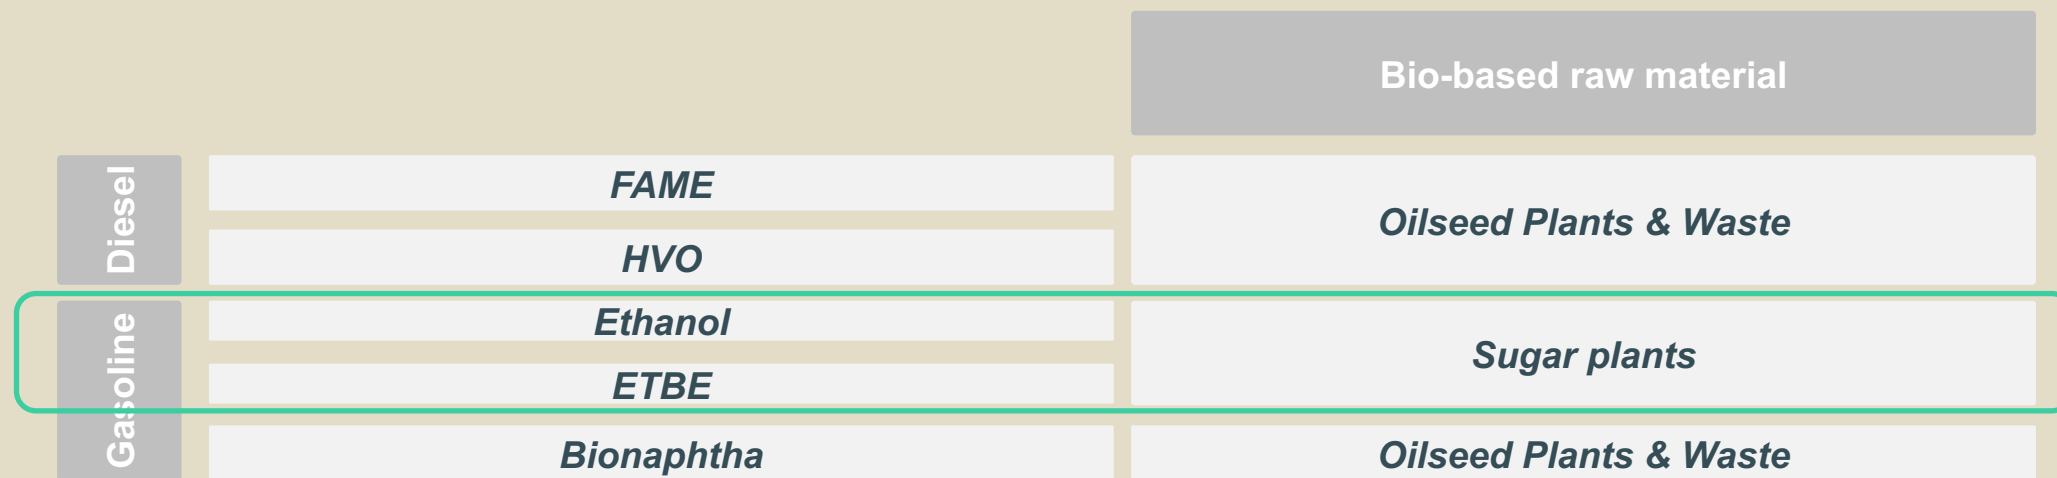 Bio-based raw material
Diesel
FAME
Oilseed Plants & Waste
HVO
Gasoline
Ethanol
Sugar plants
ETBE
Bionaphtha
Oilseed Plants & Waste